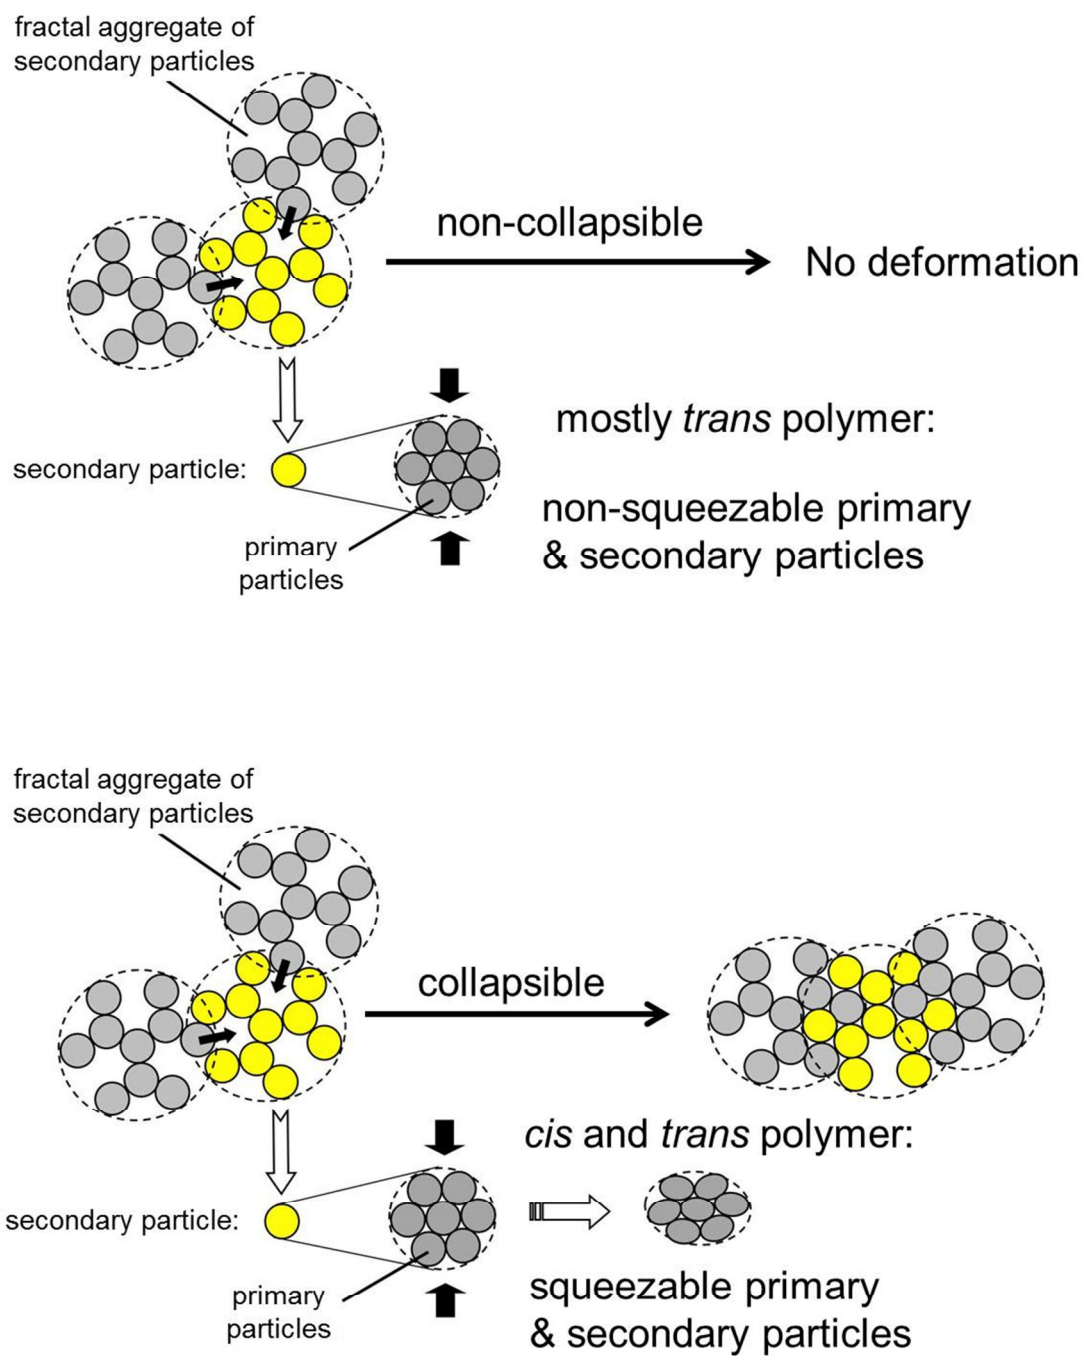 fractal aggregate of
secondary particles
non-collapsible
No deformation
mostly trans polymer:
secondary particle:
non-squeezable primary
& secondary particles
primary
particles
fractal aggregate of
secondary particles
collapsible
cis and trans polymer:
secondary particle:
primary
particles
squeezable primary
& secondary particles